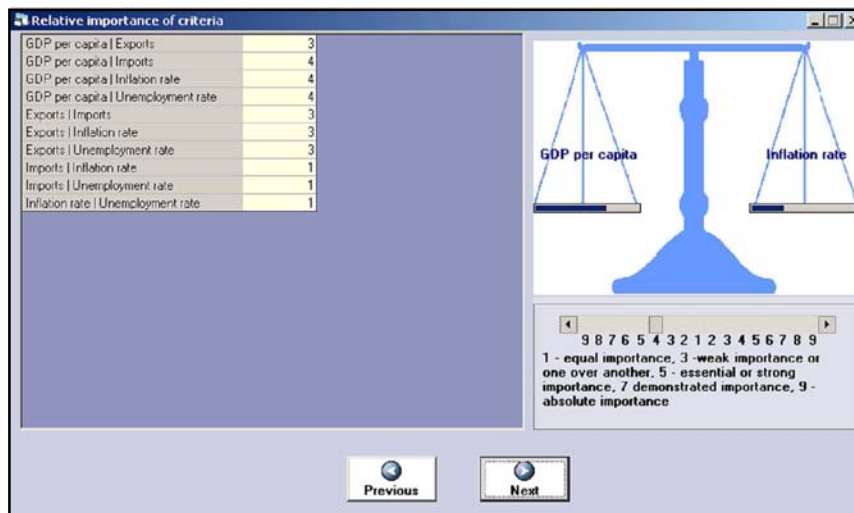 Relative importance of criteria
GDP per capita | Exports 3
GDP per capita | Imports 4
GDP per capita | Inflation rate 4
GDP per capita | Unemployment rate 4
Exports | Imports 3
Exports | Inflation rate 3
Exports | Unemployment rate 3
Imports | Inflation rate 1
Imports | Unemployment rate 1
Inflation rate | Unemployment rate 1
GDP per capita
Inflation rate
9 8 7 6 5 4 3 2 1 2 3 4 5 6 7 8 9
1 - equal importance, 3 -weak importance or
one over another, 5 - essential or strong
importance, 7 demonstrated importance, 9 -
absolute importance
Previous
Next